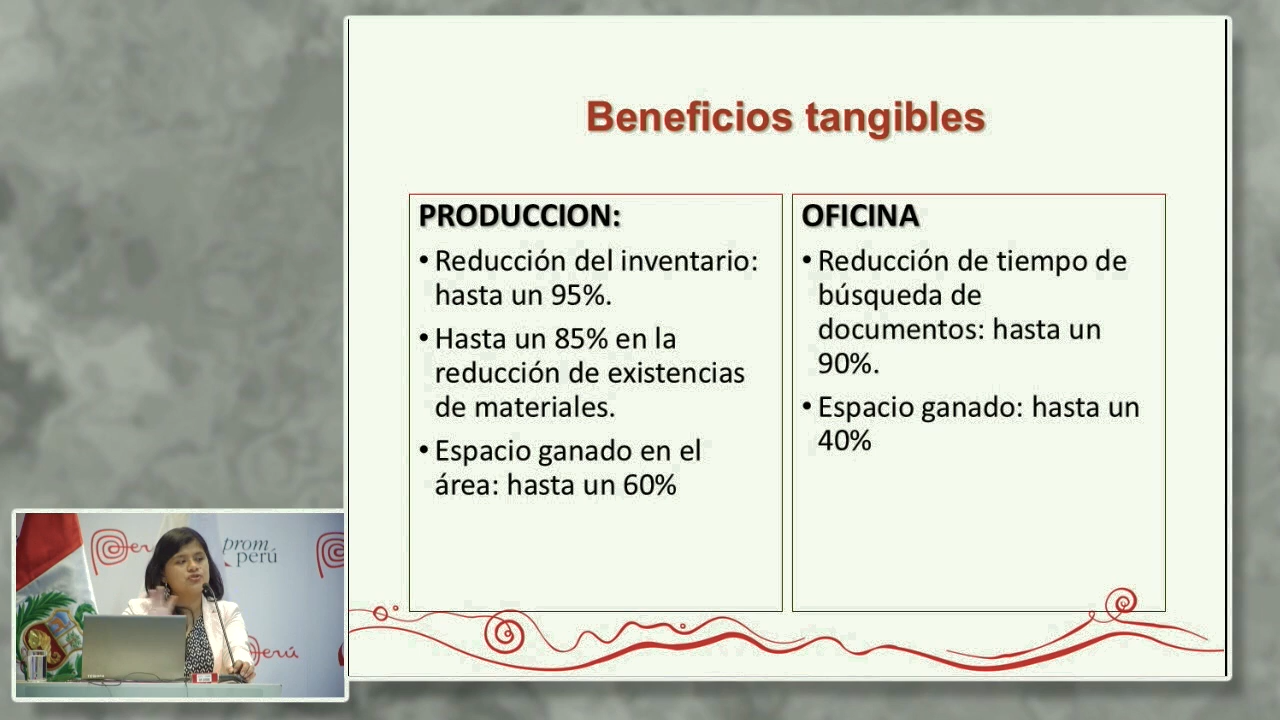 Beneficios tangibles
PRODUCCION:
• Reducción del inventario:
hasta un 95%.
• Hasta un 85% en la
reducción de existencias
de materiales.
• Espacio ganado en el
área: hasta un 60%
OFICINA
• Reducción de tiempo de
búsqueda de
documentos: hasta un
90%.
• Espacio ganado: hasta un
40%
Perú
prom
perú
Perú